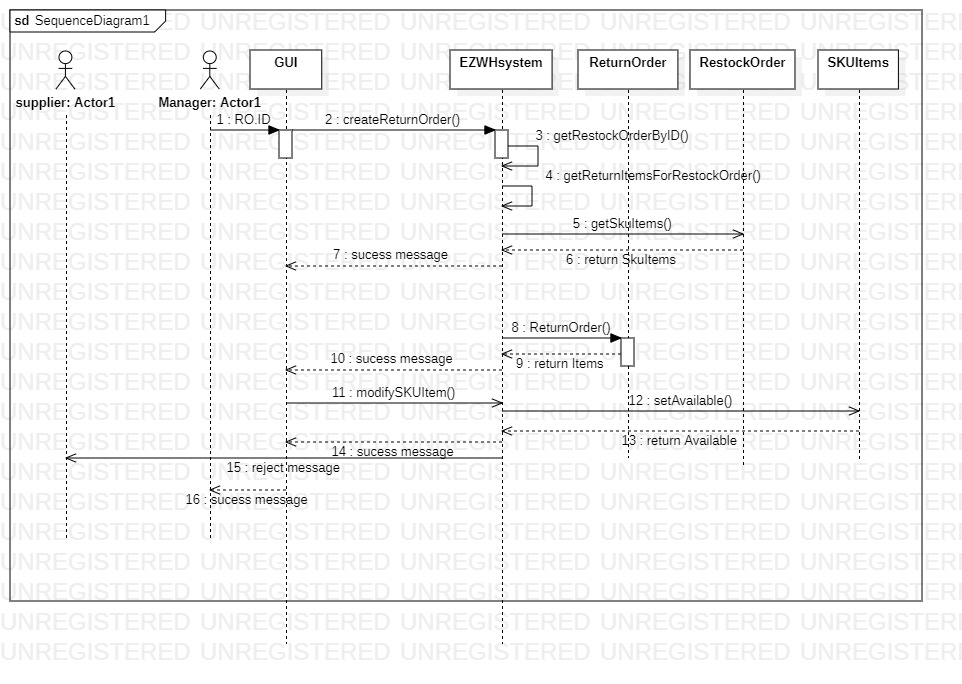 sd SequenceDiagram1
supplier: Actor1
Manager: Actor1
GUI
EZWHsystem
ReturnOrder
RestockOrder
SKUItems
1 : RO.ID
2 : createReturnOrder()
3 : getRestockOrderByID()
4 : getReturnItemsForRestockOrder()
5 : getSkuItems()
6 : return SkuItems
7 : sucess message
8 : ReturnOrder()
9 : return Items
10 : sucess message
11 : modifySKUItem()
12 : setAvailable()
13 : return Available
14 : sucess message
15 : reject message
16 : sucess message
UNREGISTERED UNREGISTERED UNREGISTERED UNREGISTERED UNREGISTERI